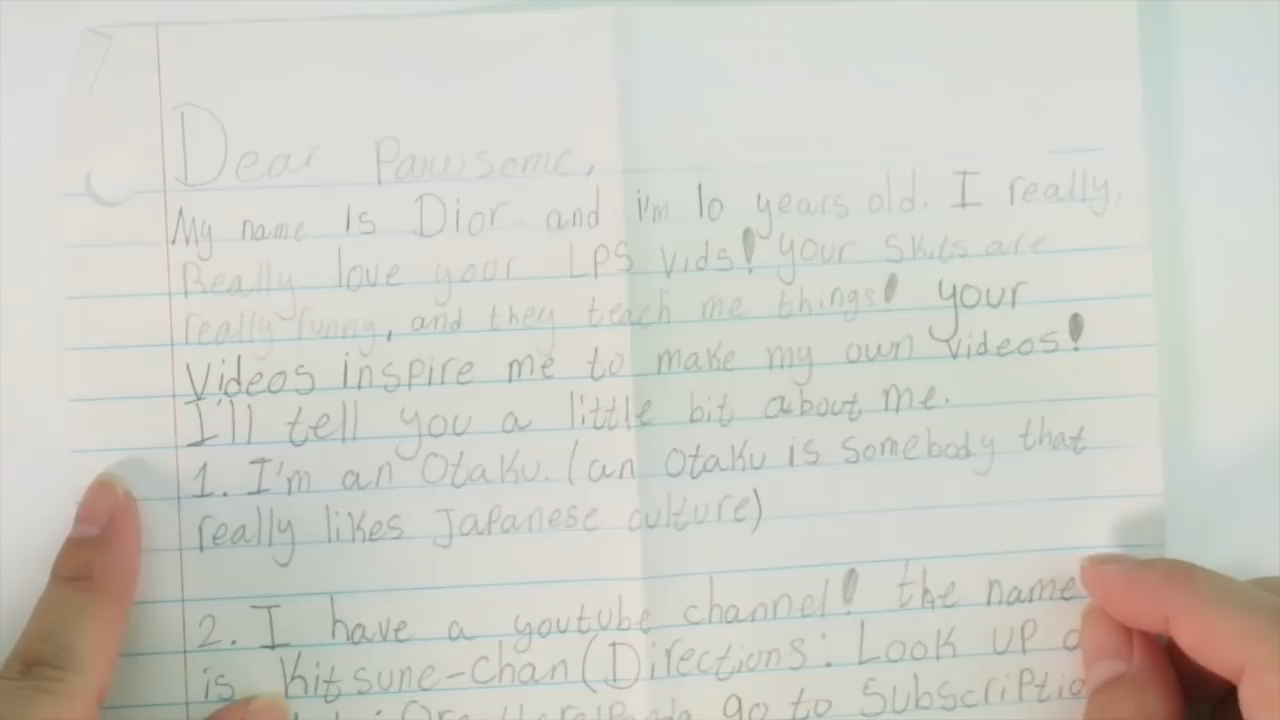 Dear Pawsome,
My name is Dior and i'm 10 years old. I really,
Really love your LPS vids! your skits are
really funny, and they teach me things! your
Videos inspire me to make my own videos!
I'll tell you a little bit about me.
1. I'm an Otaku. (an otaku is somebody that
really likes Japanese culture)
2. I have a youtube channel! the name
is Kitsune-chan (Directions: Look up
go to Subscriptio